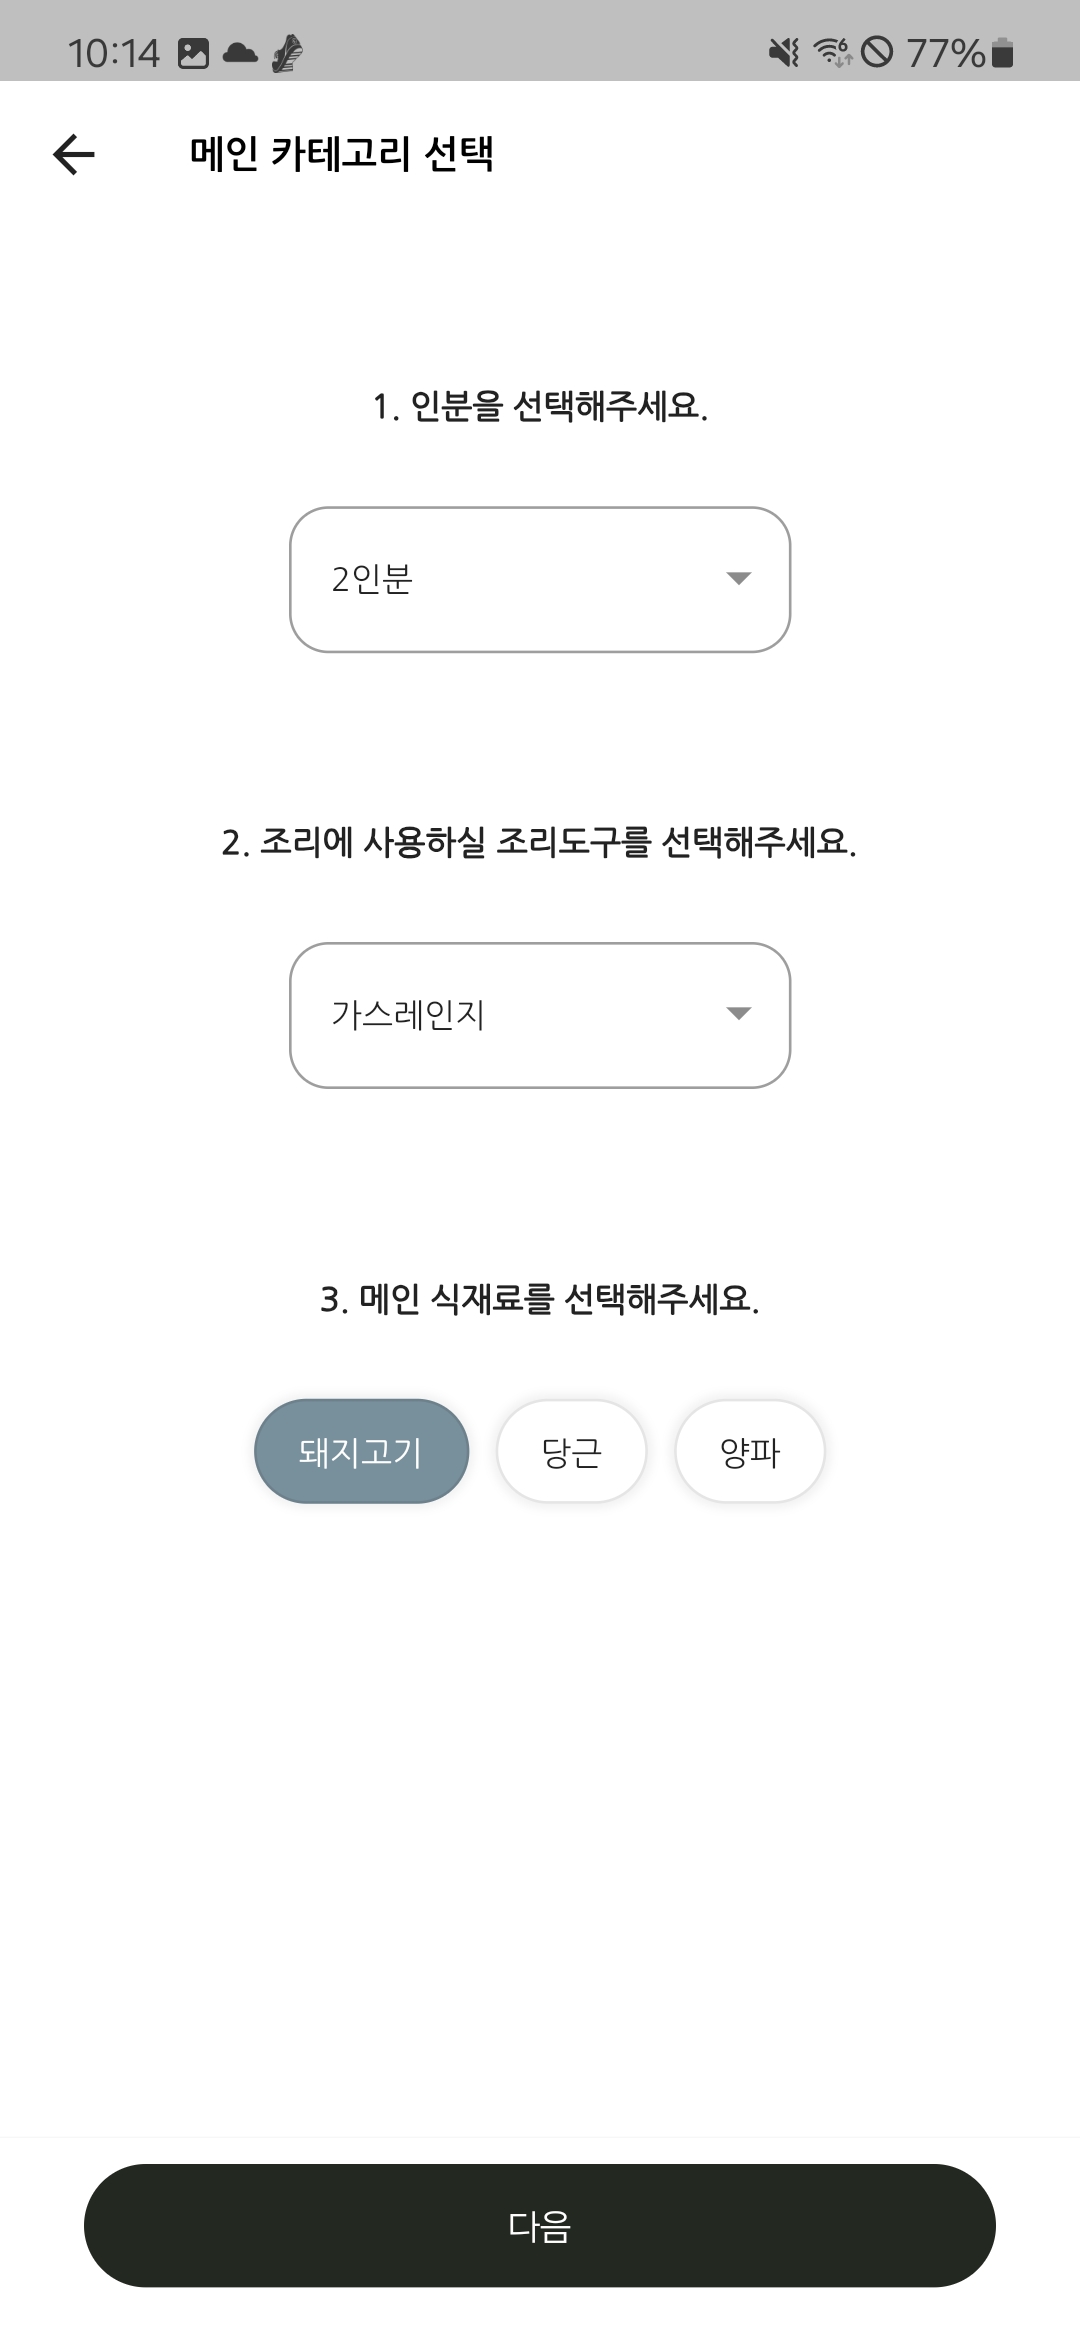 10:14
77%
메인 카테고리 선택
1. 인분을 선택해주세요.
2인분
2. 조리에 사용하실 조리도구를 선택해주세요.
가스레인지
3. 메인 식재료를 선택해주세요.
돼지고기 당근 양파
다음